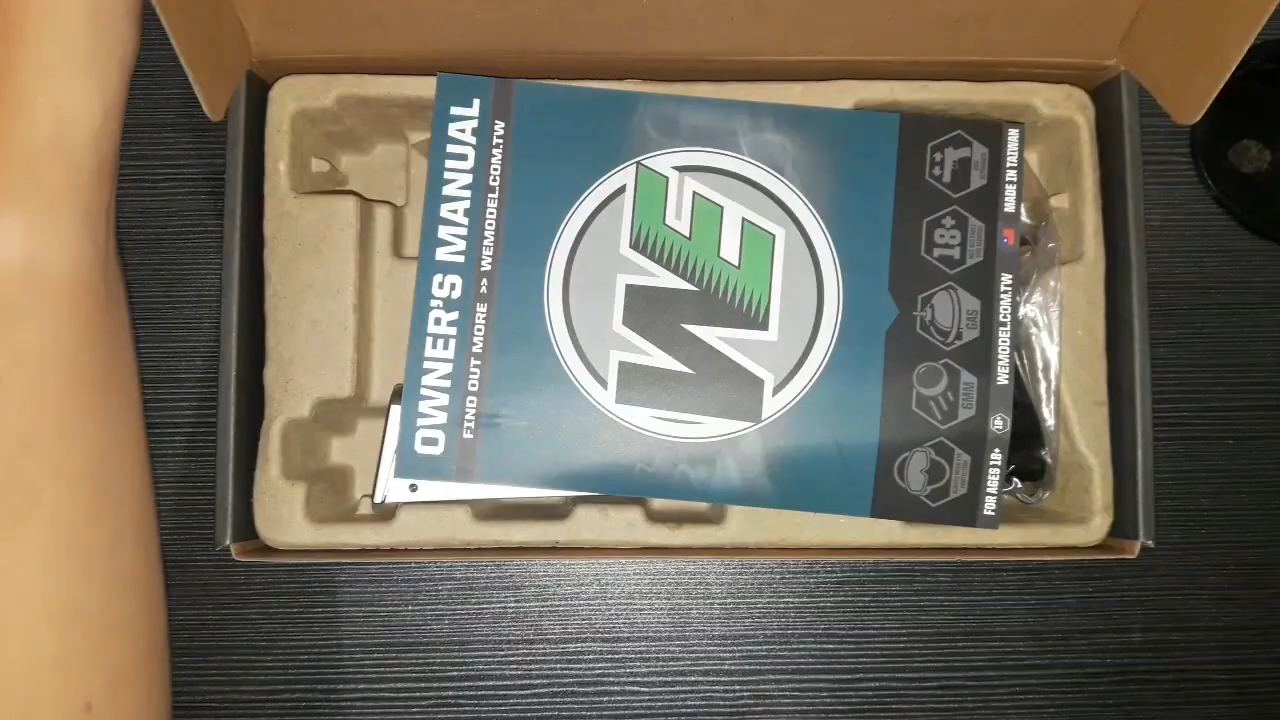 OWNER'S MANUAL
FIND OUT MORE >> WEMODEL.COM.TW
WE
18+
GAS
6MM
FOR AGES 18+
18+
WEMODEL.COM.TW
MADE IN TAIWAN